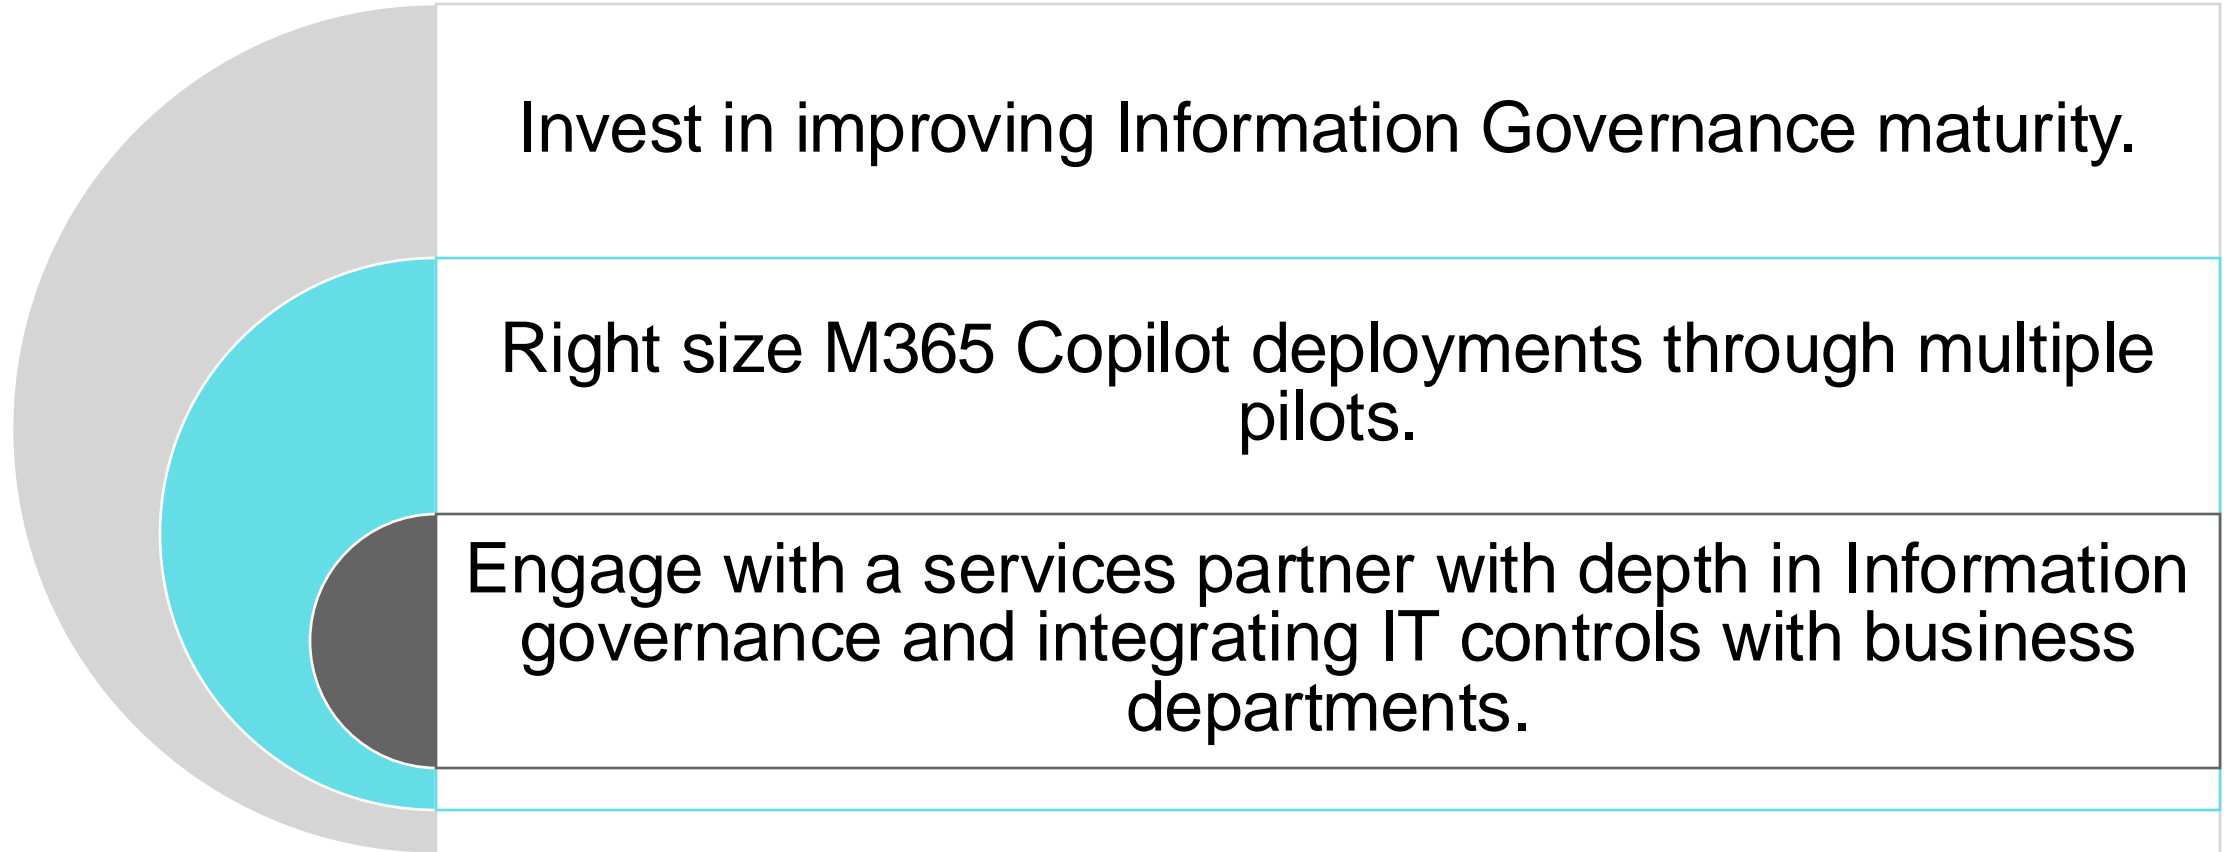 Invest in improving Information Governance maturity.
Right size M365 Copilot deployments through multiple
pilots.
Engage with a services partner with depth in Information
governance and integrating IT controls with business
departments.